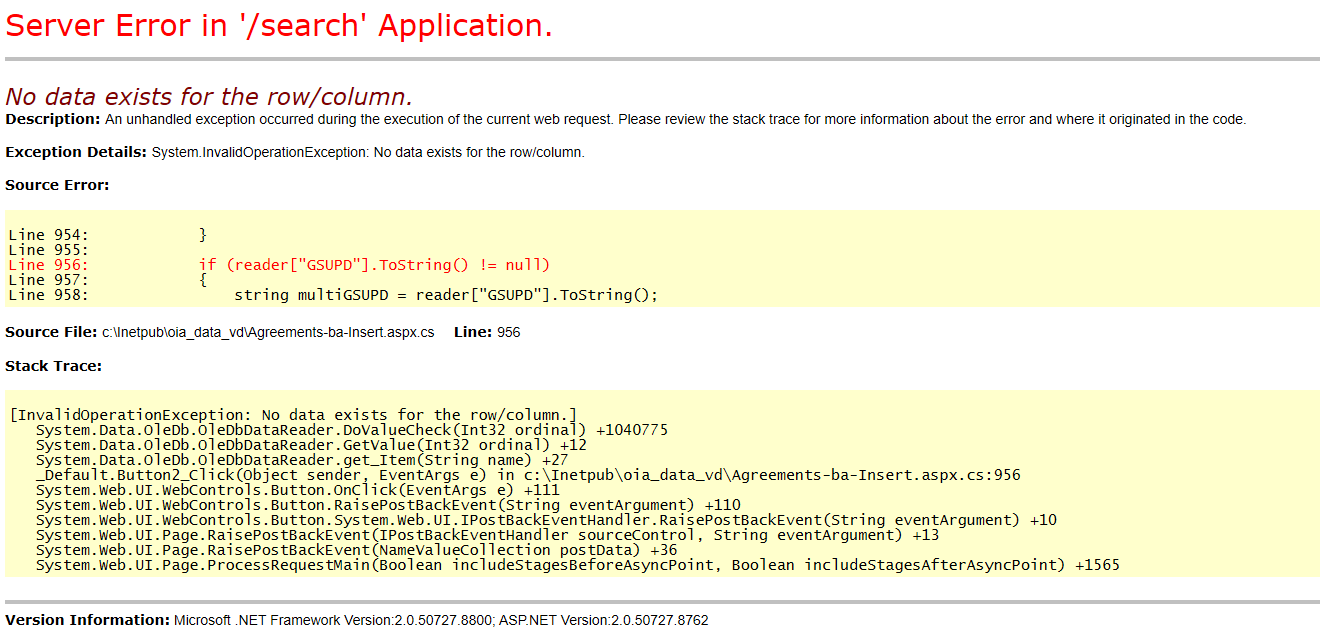 Server Error in '/search' Application.
No data exists for the row/column.
Description: An unhandled exception occurred during the execution of the current web request. Please review the stack trace for more information about the error and where it originated in the code.
Exception Details: System.InvalidOperationException: No data exists for the row/column.
Source Error:
Line 954:            }
Line 955:
Line 956:            if (reader["GSUPD"].ToString() != null)
Line 957:            {
Line 958:                string multiGSUPD = reader["GSUPD"].ToString();
Source File: c:\Inetpub\oia_data_vd\Agreements-ba-Insert.aspx.cs    Line: 956
Stack Trace:
[InvalidOperationException: No data exists for the row/column.]
   System.Data.OleDb.OleDbDataReader.DoValueCheck(Int32 ordinal) +1040775
   System.Data.OleDb.OleDbDataReader.GetValue(Int32 ordinal) +12
   System.Data.OleDb.OleDbDataReader.get_Item(String name) +27
   _Default.Button2_Click(Object sender, EventArgs e) in c:\Inetpub\oia_data_vd\Agreements-ba-Insert.aspx.cs:956
   System.Web.UI.WebControls.Button.OnClick(EventArgs e) +111
   System.Web.UI.WebControls.Button.RaisePostBackEvent(String eventArgument) +110
   System.Web.UI.WebControls.Button.System.Web.UI.IPostBackEventHandler.RaisePostBackEvent(String eventArgument) +10
   System.Web.UI.Page.RaisePostBackEvent(IPostBackEventHandler sourceControl, String eventArgument) +13
   System.Web.UI.Page.RaisePostBackEvent(NameValueCollection postData) +36
   System.Web.UI.Page.ProcessRequestMain(Boolean includeStagesBeforeAsyncPoint, Boolean includeStagesAfterAsyncPoint) +1565
Version Information: Microsoft .NET Framework Version:2.0.50727.8800; ASP.NET Version:2.0.50727.8762